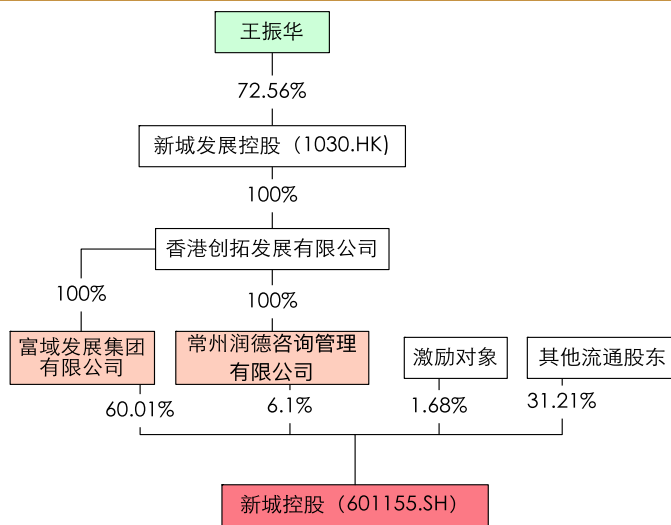 王振华
72.56%
新城发展控股（1030.HK)
100%
香港创拓发展有限公司
100%
100%
富域发展集团
有限公司
常州润德咨询管理
有限公司
激励对象
其他流通股东
60.01%
6.1%
1.68%
31.21%
新城控股（601155.SH）